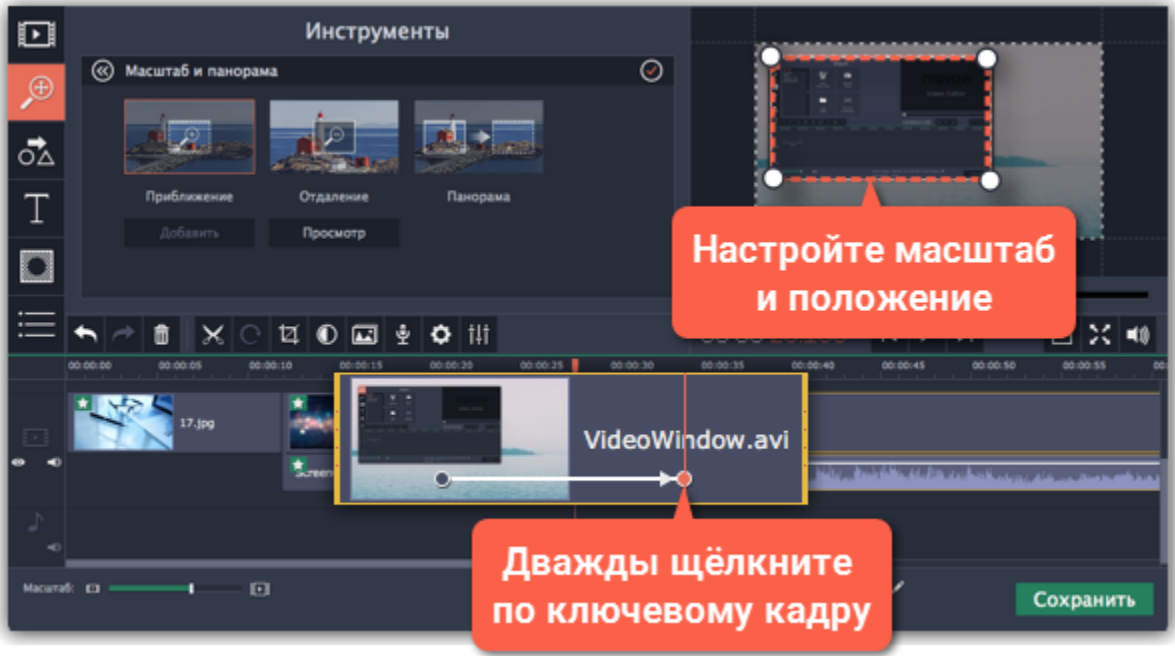 Инструменты
Масштаб и панорама
Приближение Отдаление Панорама
Добавить Просмотр
Video Editor
Настройте масштаб
и положение
00:00:00 00:00:05 00:00:10 00:00:15 00:00:20 00:00:25 00:00:30 00:00:35 00:00:40 00:00:45 00:00:50 00:00:55
17.jpg
VideoWindow.avi
Дважды щёлкните
по ключевому кадру
Масштаб:
Сохранить